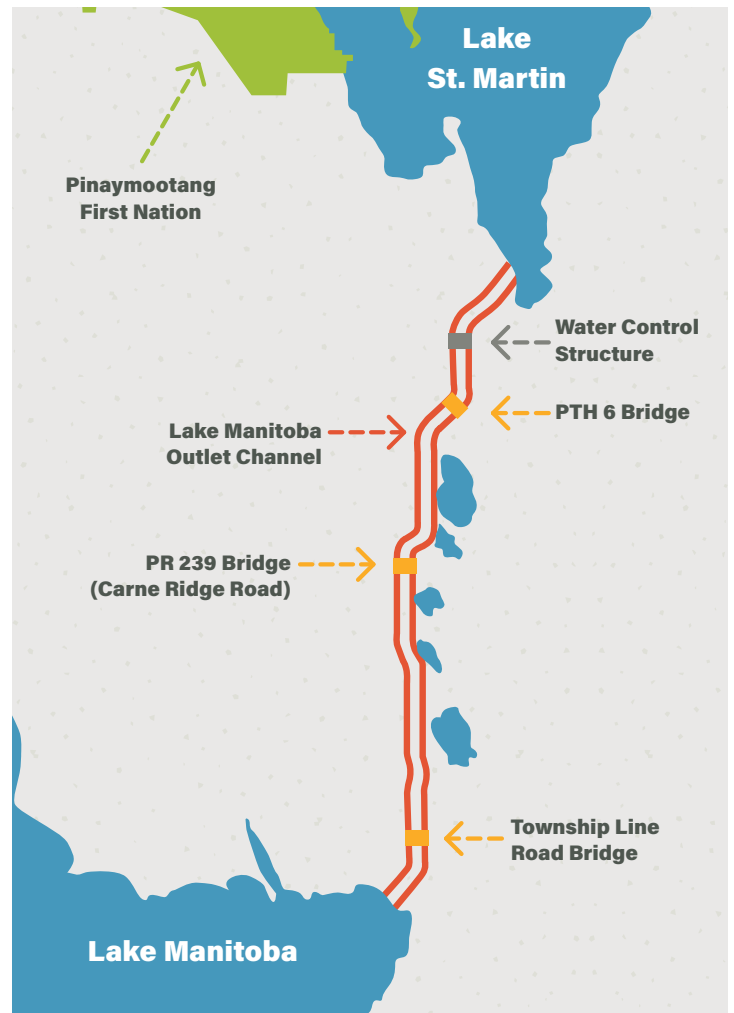 Lake
St. Martin
Pinaymootang
First Nation
Water Control
Structure
PTH 6 Bridge
Lake Manitoba
Outlet Channel
PR 239 Bridge
(Carne Ridge Road)
Township Line
Road Bridge
Lake Manitoba